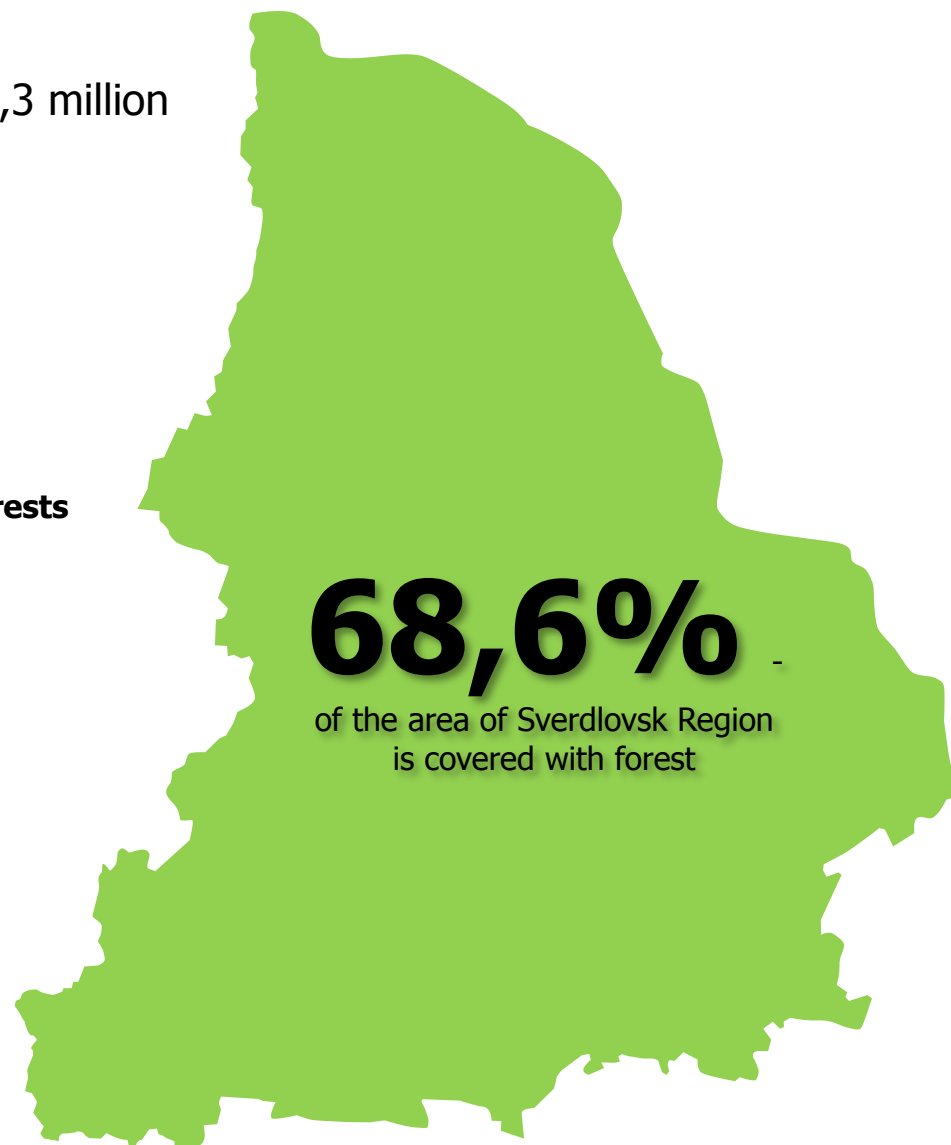 ,3 million
rests
68,6% -
of the area of Sverdlovsk Region
is covered with forest